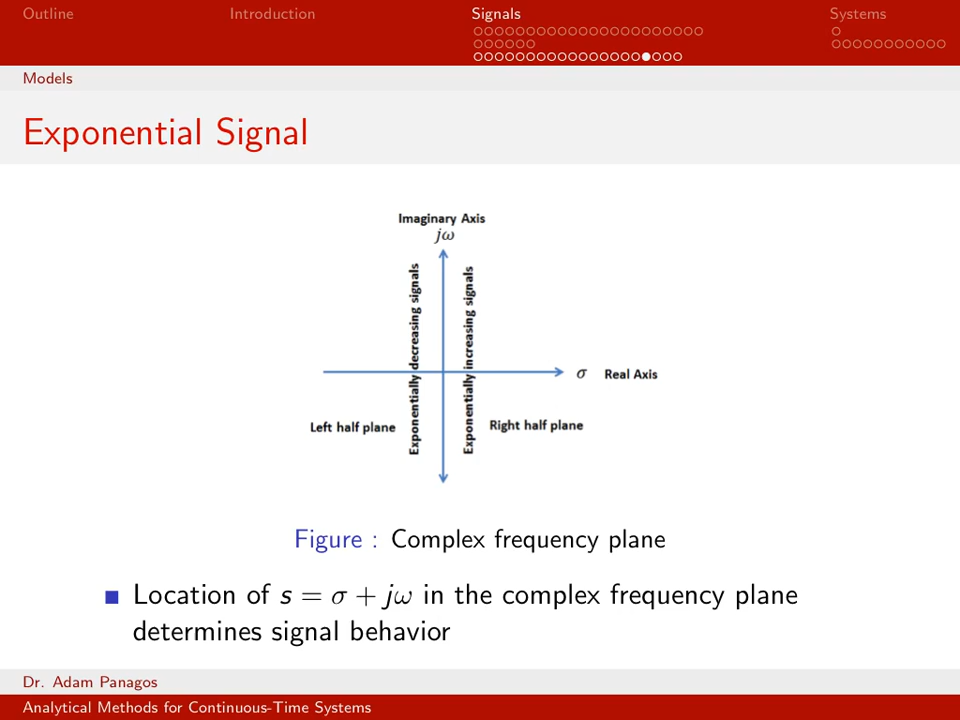 Outline Introduction Signals Systems
Models
Exponential Signal
Imaginary Axis
jω
Exponentially decreasing signals
Exponentially increasing signals
σ Real Axis
Left half plane
Right half plane
Figure : Complex frequency plane
Location of s = σ + jω in the complex frequency plane
determines signal behavior
Dr. Adam Panagos
Analytical Methods for Continuous-Time Systems